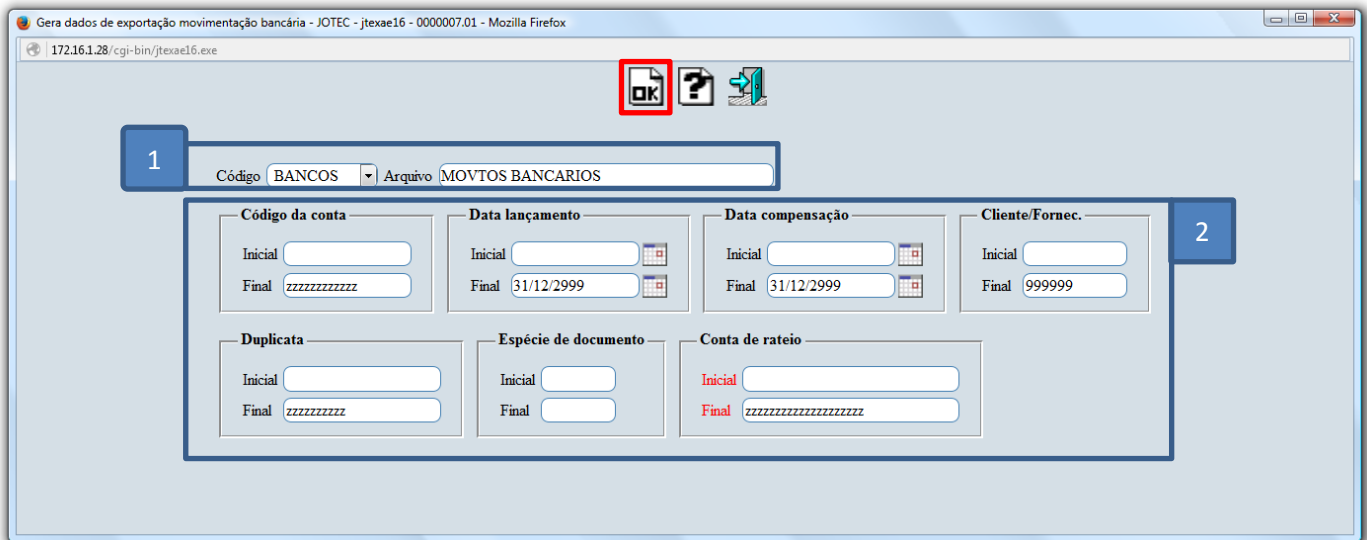 Gera dados de exportação movimentação bancária - JOTEC - jtexae16 - 0000007.01 - Mozilla Firefox
172.16.1.28/cgi-bin/jtexae16.exe
OK ?
1
Código BANCOS Arquivo MOVTOS BANCARIOS
2
Código da conta Data lançamento Data compensação Cliente/Fornec.
Inicial Inicial Inicial Inicial
Final zzzzzzzzzzzz Final 31/12/2999 Final 31/12/2999 Final 999999
Duplicata Espécie de documento Conta de rateio
Inicial Inicial Inicial
Final zzzzzzzzzz Final Final zzzzzzzzzzzzzzzzzzzz